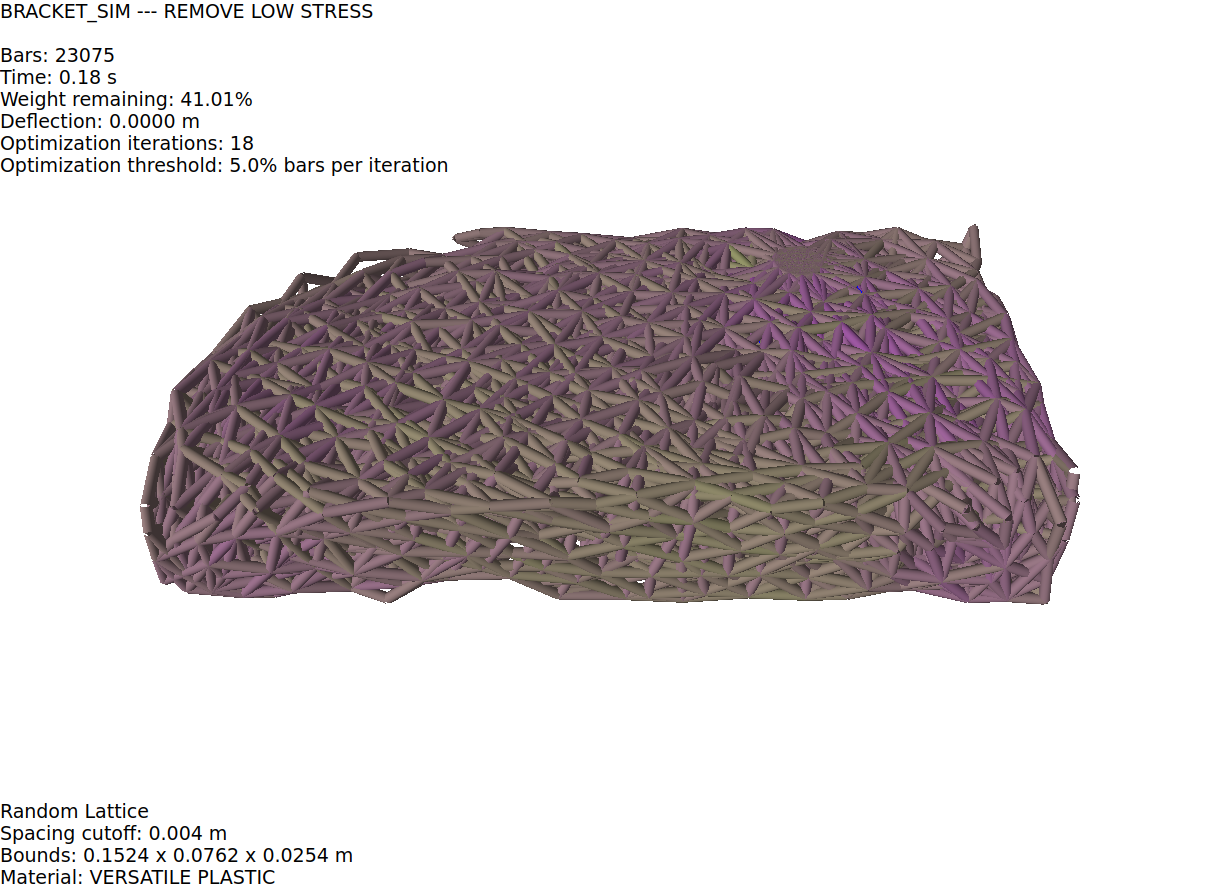 BRACKET_SIM --- REMOVE LOW STRESS
Bars: 23075
Time: 0.18 s
Weight remaining: 41.01%
Deflection: 0.0000 m
Optimization iterations: 18
Optimization threshold: 5.0% bars per iteration
Random Lattice
Spacing cutoff: 0.004 m
Bounds: 0.1524 x 0.0762 x 0.0254 m
Material: VERSATILE PLASTIC